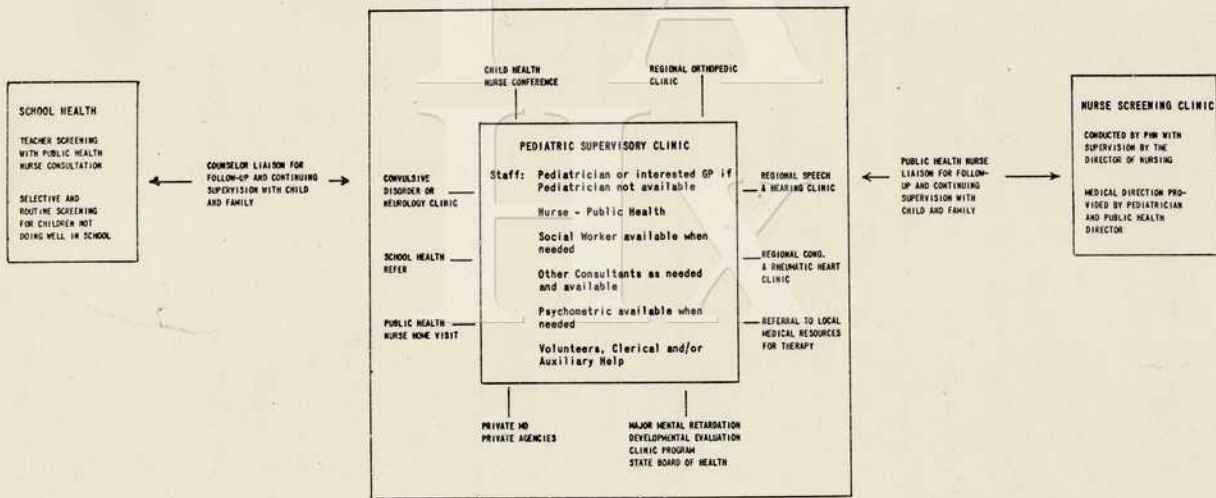 SCHOOL HEALTH
TEACHER SCREENING
WITH PUBLIC HEALTH
NURSE CONSULTATION
SELECTIVE AND
ROUTINE SCREENING
FOR CHILDREN NOT
DOING WELL IN SCHOOL
COUNSELOR LIAISON FOR
FOLLOW-UP AND CONTINUING
SUPERVISION WITH CHILD
AND FAMILY
CHILD HEALTH
NURSE CONFERENCE
REGIONAL ORTHOPEDIC
CLINIC
CONVULSIVE
DISORDER OR
NEUROLOGY CLINIC
SCHOOL HEALTH
REFER
PUBLIC HEALTH
NURSE HOME VISIT
PEDIATRIC SUPERVISORY CLINIC
Staff: Pediatrician or interested GP if
Pediatrician not available
Nurse - Public Health
Social Worker available when
needed
Other Consultants as needed
and available
Psychometric available when
needed
Volunteers, Clerical and/or
Auxiliary Help
REGIONAL SPEECH
& HEARING CLINIC
REGIONAL CONG.
& RHEUMATIC HEART
CLINIC
REFERRAL TO LOCAL
MEDICAL RESOURCES
FOR THERAPY
PRIVATE MD
PRIVATE AGENCIES
MAJOR MENTAL RETARDATION
DEVELOPMENTAL EVALUATION
CLINIC PROGRAM
STATE BOARD OF HEALTH
PUBLIC HEALTH NURSE
LIAISON FOR FOLLOW-
UP AND CONTINUING
SUPERVISION WITH
CHILD AND FAMILY
NURSE SCREENING CLINIC
CONDUCTED BY PHN WITH
SUPERVISION BY THE
DIRECTOR OF NURSING
MEDICAL DIRECTION PRO-
VIDED BY PEDIATRICIAN
AND PUBLIC HEALTH
DIRECTOR